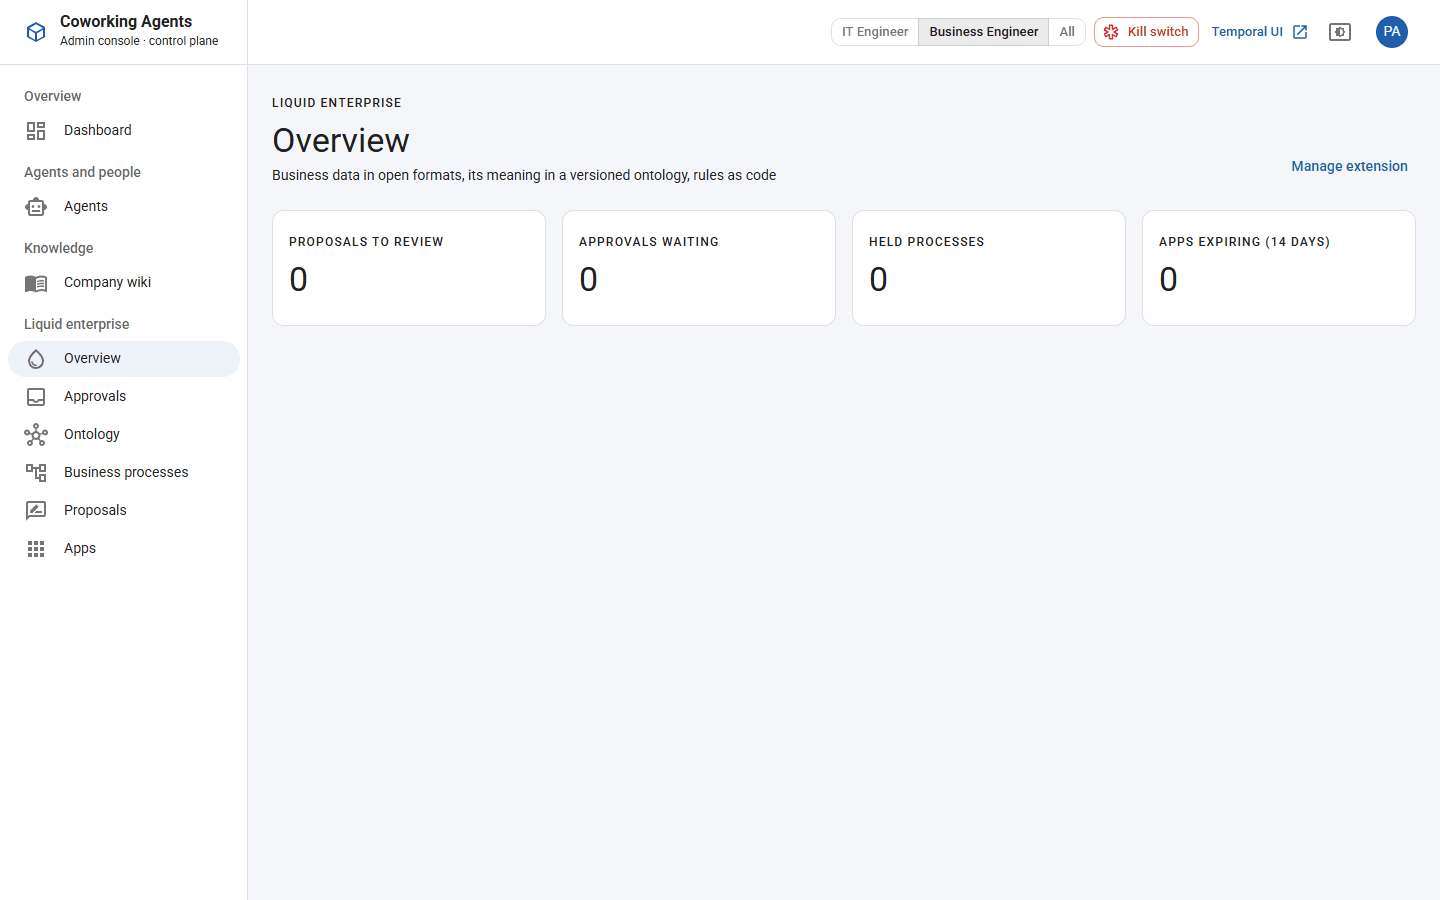 Coworking Agents
Admin console · control plane
IT Engineer
Business Engineer
All
Kill switch
Temporal UI
PA
Overview
Dashboard
Agents and people
Agents
Knowledge
Company wiki
Liquid enterprise
Overview
Approvals
Ontology
Business processes
Proposals
Apps
LIQUID ENTERPRISE
Overview
Business data in open formats, its meaning in a versioned ontology, rules as code
Manage extension
PROPOSALS TO REVIEW
0
APPROVALS WAITING
0
HELD PROCESSES
0
APPS EXPIRING (14 DAYS)
0